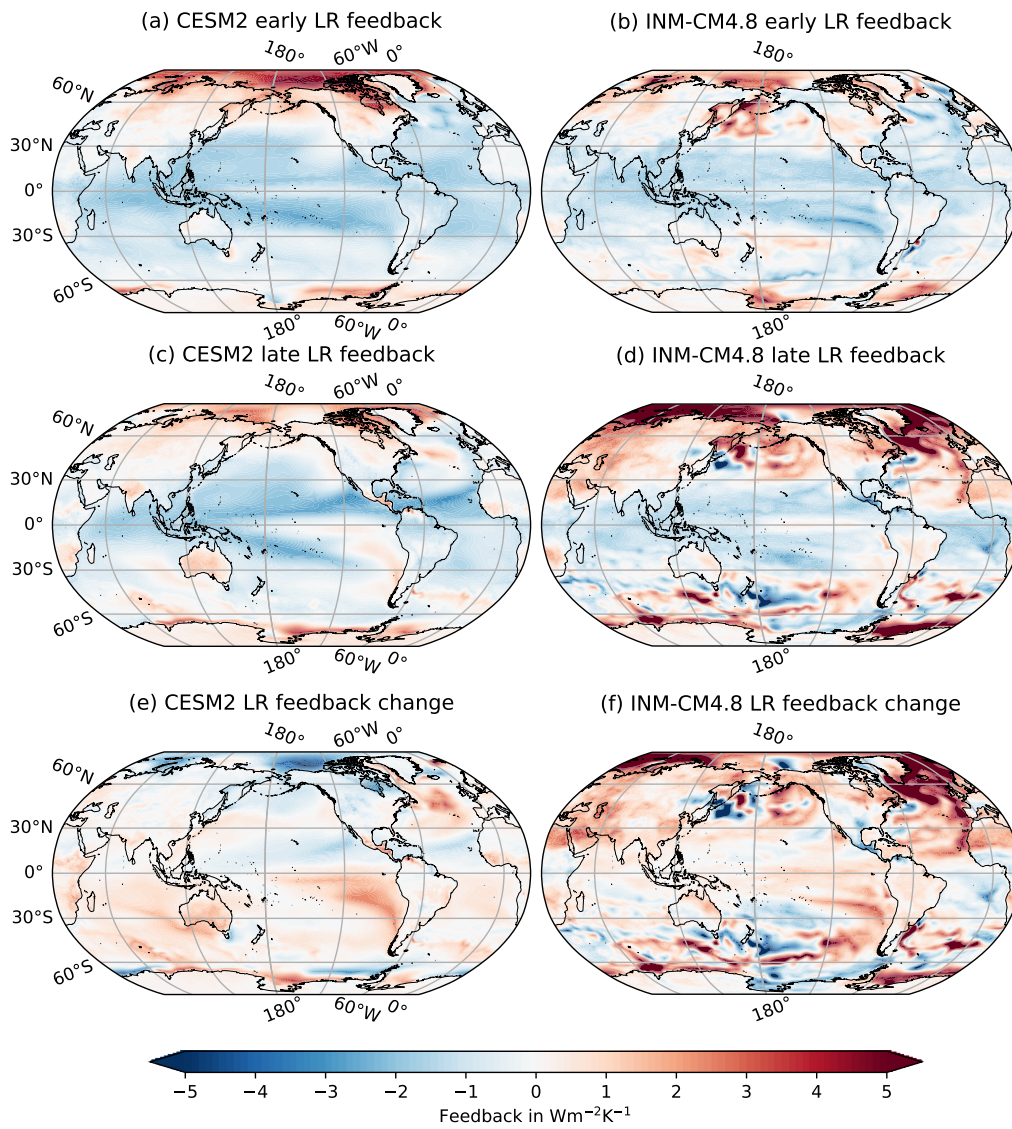 (a) CESM2 early LR feedback
(b) INM-CM4.8 early LR feedback
180° 60°W 0°
180° 60°W 0°
60°N
30°N
0°
30°S
60°S
180° 60°W 0°
180°
(c) CESM2 late LR feedback
(d) INM-CM4.8 late LR feedback
180° 60°W 0°
180°
60°N
30°N
0°
30°S
60°S
180° 60°W 0°
180°
(e) CESM2 LR feedback change
(f) INM-CM4.8 LR feedback change
180° 60°W 0°
180°
60°N
30°N
0°
30°S
60°S
180° 60°W 0°
180°
−5 −4 −3 −2 −1 0 1 2 3 4 5
Feedback in Wm⁻²K⁻¹